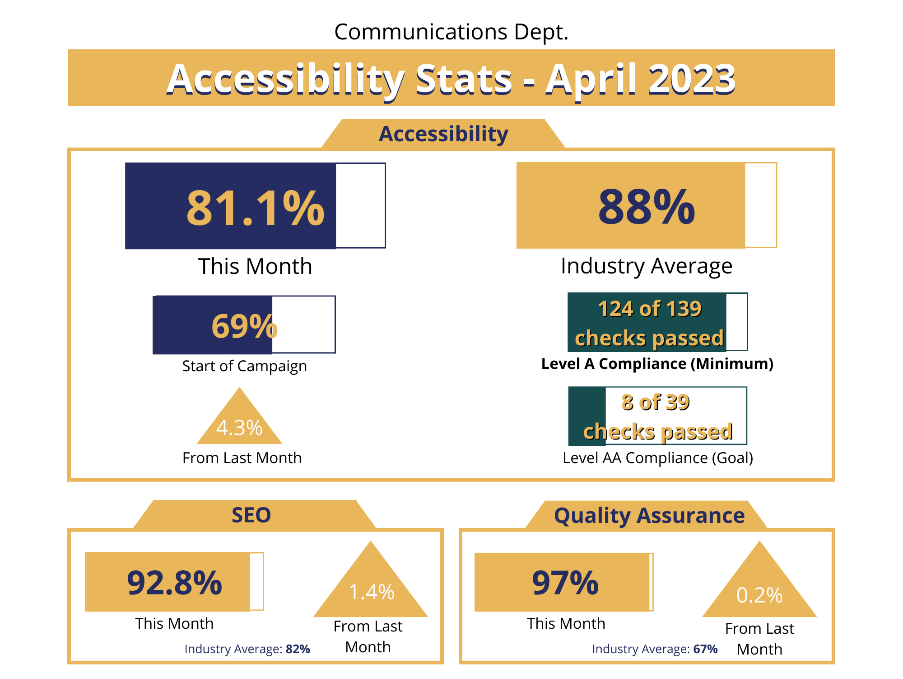 Communications Dept.
Accessibility Stats - April 2023
Accessibility
81.1%
This Month
69%
Start of Campaign
4.3%
From Last Month
88%
Industry Average
124 of 139
checks passed
Level A Compliance (Minimum)
8 of 39
checks passed
Level AA Compliance (Goal)
SEO
92.8%
This Month
1.4%
From Last
Month
Industry Average: 82%
Quality Assurance
97%
This Month
0.2%
From Last
Month
Industry Average: 67%